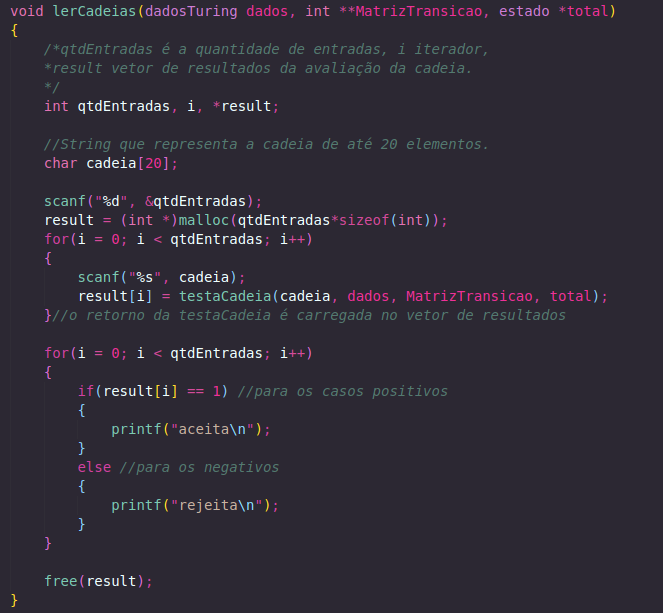 void lerCadeias(dadosTuring dados, int **MatrizTransicao, estado *total)
{
    /*qtdEntradas é a quantidade de entradas, i iterador,
    *result vetor de resultados da avaliação da cadeia.
    */
    int qtdEntradas, i, *result;

    //String que representa a cadeia de até 20 elementos.
    char cadeia[20];

    scanf("%d", &qtdEntradas);
    result = (int *)malloc(qtdEntradas*sizeof(int));
    for(i = 0; i < qtdEntradas; i++)
    {
        scanf("%s", cadeia);
        result[i] = testaCadeia(cadeia, dados, MatrizTransicao, total);
    }//o retorno da testaCadeia é carregada no vetor de resultados

    for(i = 0; i < qtdEntradas; i++)
    {
        if(result[i] == 1) //para os casos positivos
        {
            printf("aceita\n");
        }
        else //para os negativos
        {
            printf("rejeita\n");
        }
    }

    free(result);
}